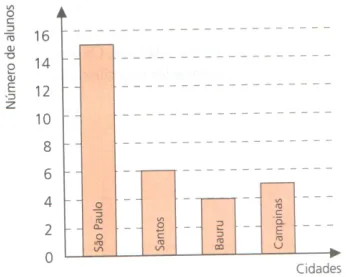 Número de alunos
16
14
12
10
8
6
4
2
0
São Paulo
Santos
Bauru
Campinas
Cidades